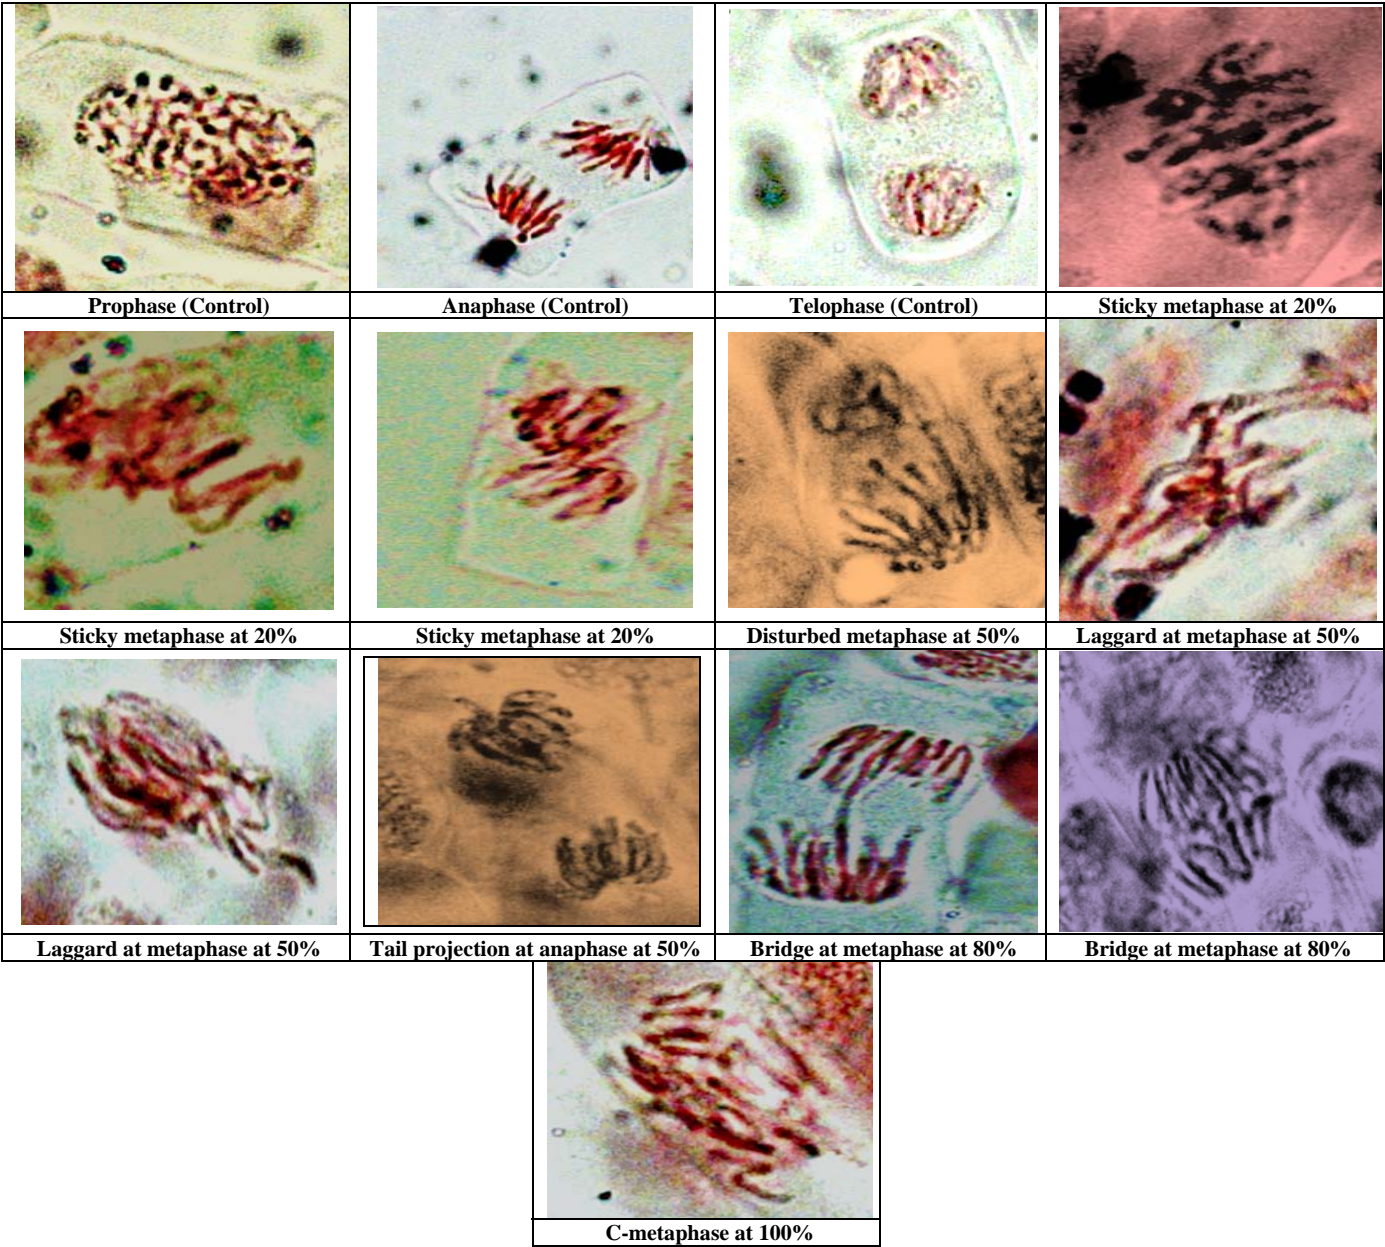 Prophase (Control)
Anaphase (Control)
Telophase (Control)
Sticky metaphase at 20%
Sticky metaphase at 20%
Sticky metaphase at 20%
Disturbed metaphase at 50%
Laggard at metaphase at 50%
Laggard at metaphase at 50%
Tail projection at anaphase at 50%
Bridge at metaphase at 80%
Bridge at metaphase at 80%
C-metaphase at 100%